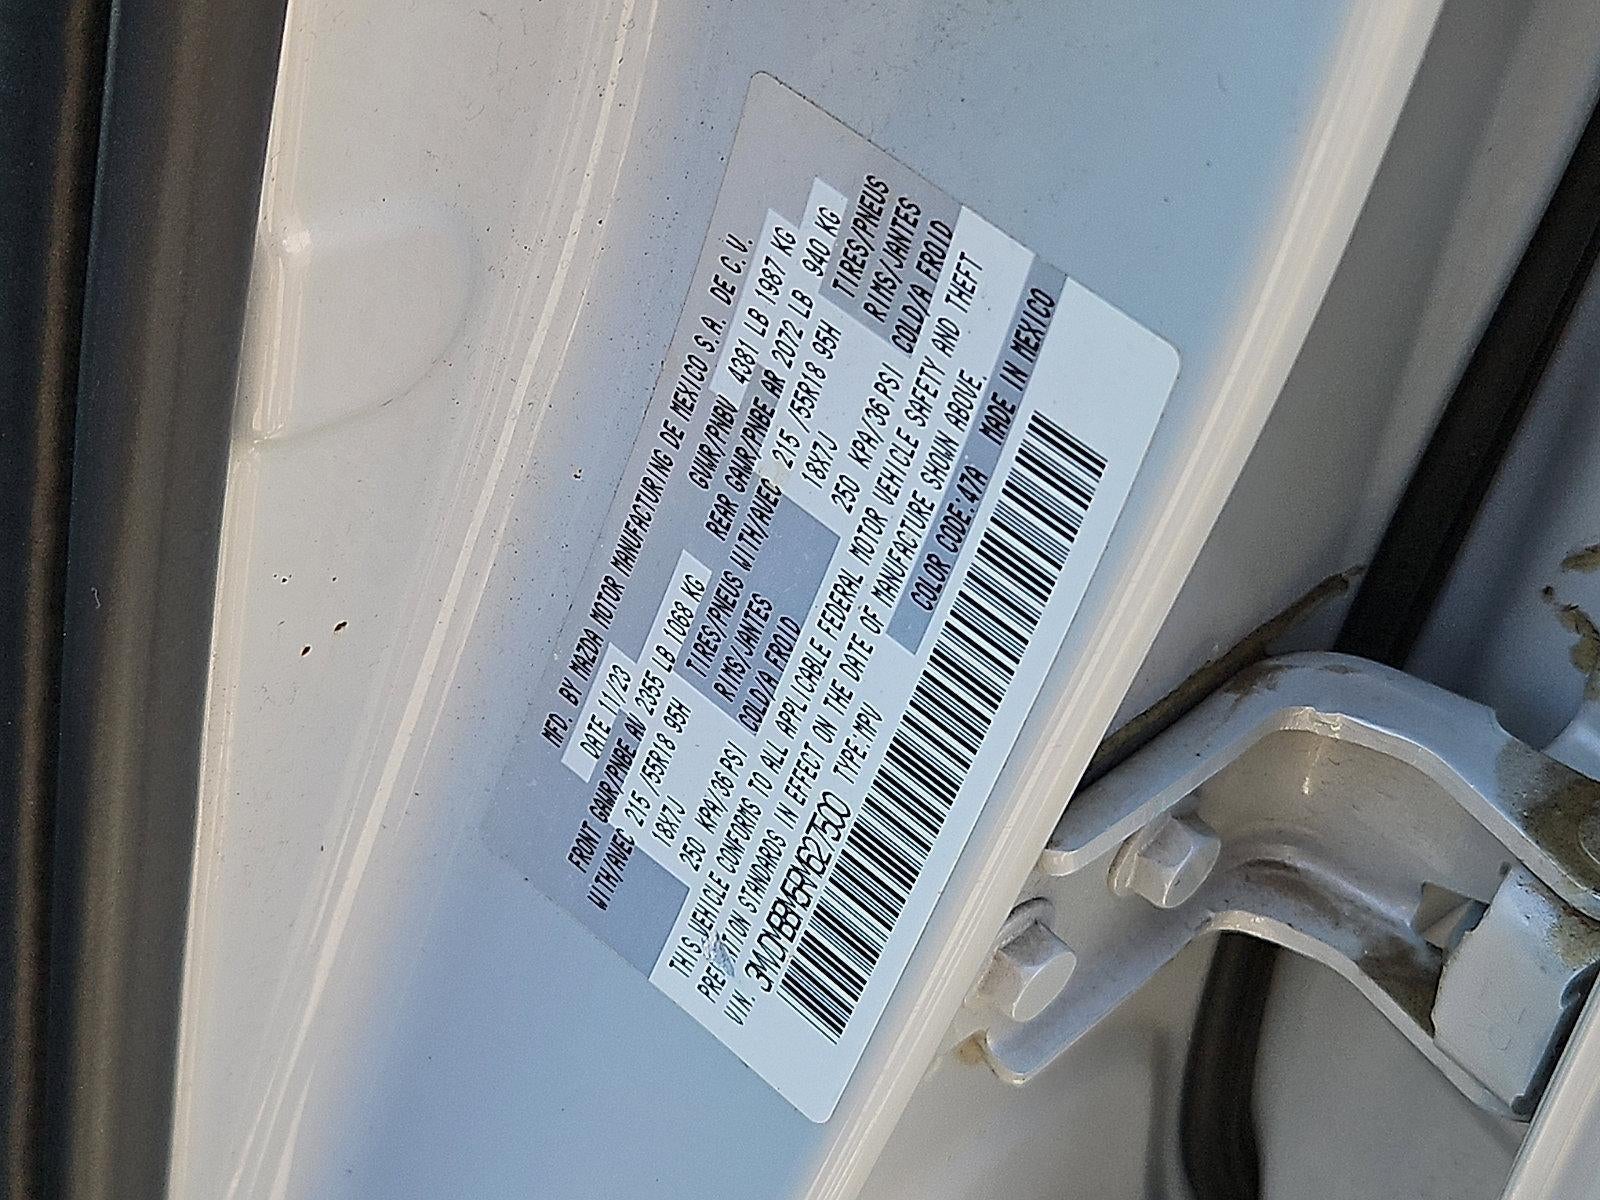 MFD. BY MAZDA MOTOR MANUFACTURING DE MEXICO S.A. DE C.V.
DATE 11/23 GVWR/PNBV 4381 LB 1987 KG
FRONT GAWR/PNBE AV 2355 LB 1068 KG REAR GAWR/PNBE AR 2072 LB 940 KG
WITH/AVEC 215 /55R18 95H TIRES/PNEUS WITH/AVEC 215 /55R18 95H TIRES/PNEUS
18X7J RIMS/JANTES 18X7J RIMS/JANTES
250 KPA/36 PSI COLD/A FROID 250 KPA/36 PSI COLD/A FROID
THIS VEHICLE CONFORMS TO ALL APPLICABLE FEDERAL MOTOR VEHICLE SAFETY AND THEFT
PREVENTION STANDARDS IN EFFECT ON THE DATE OF MANUFACTURE SHOWN ABOVE.
VIN. 3MVDMBBM5RM627500 TYPE:MPV COLOR CODE:47A MADE IN MEXICO